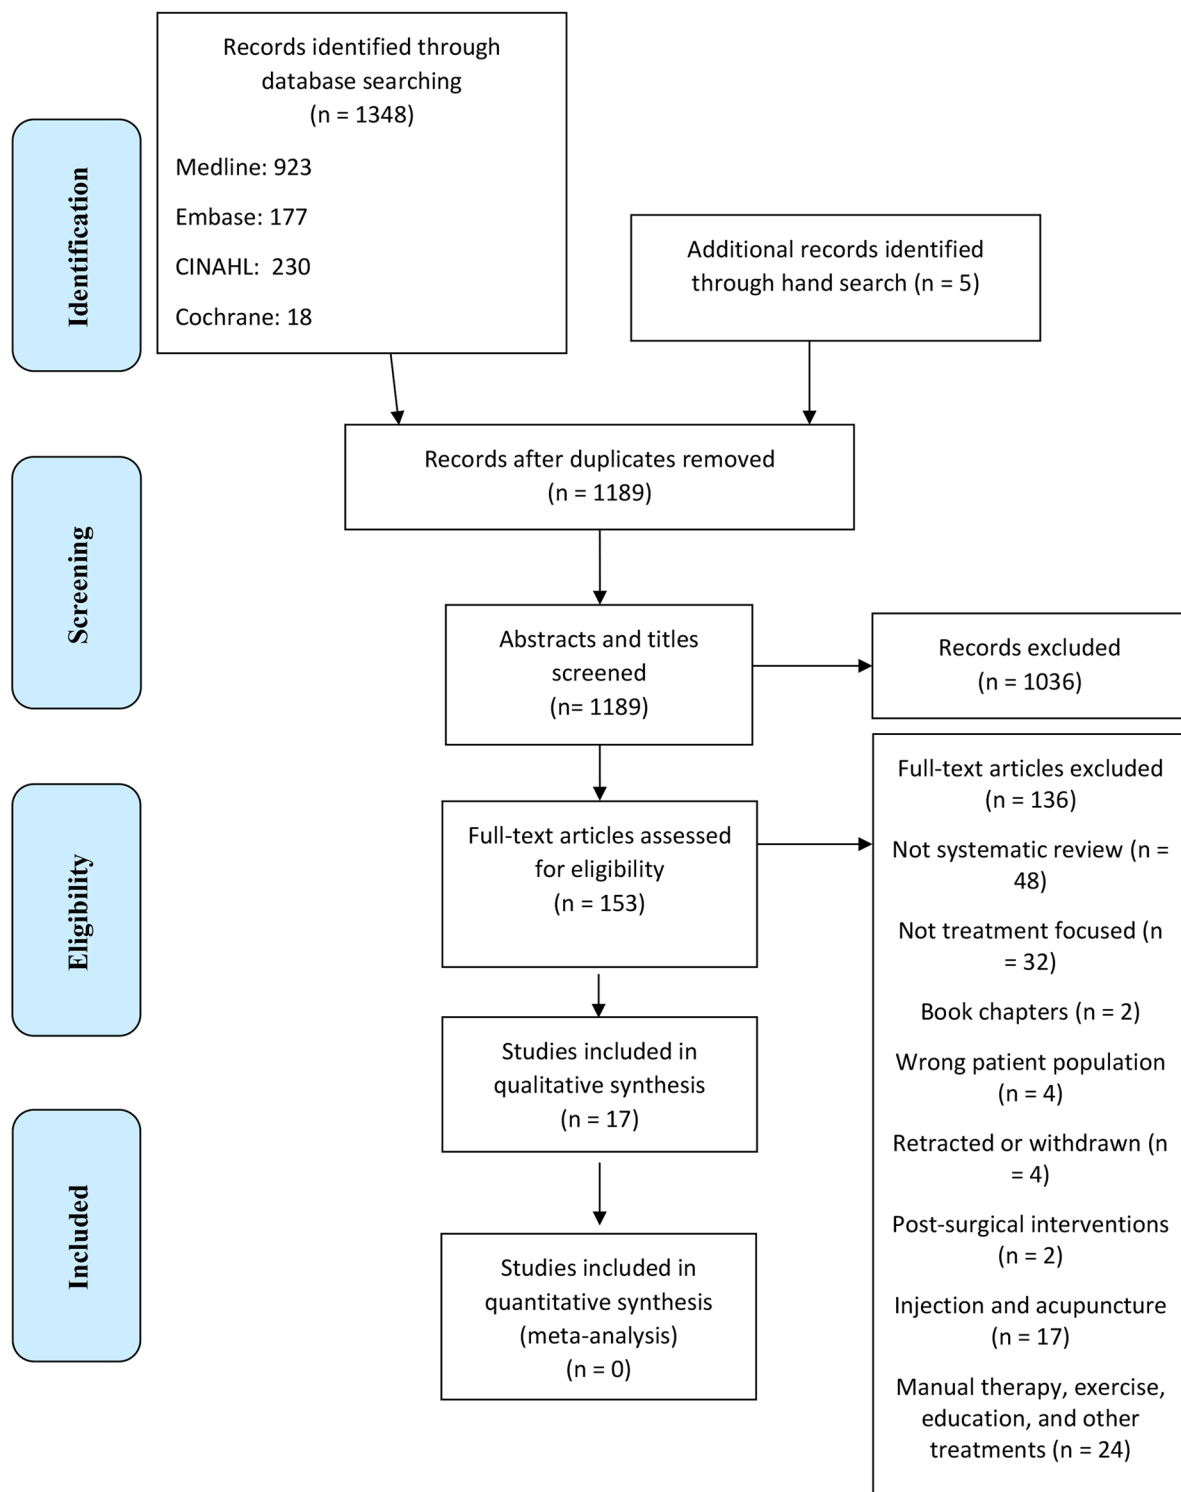 Records identified through
database searching
(n = 1348)
Medline: 923
Embase: 177
CINAHL:  230
Cochrane: 18
Additional records identified
through hand search (n = 5)
Identification
Records after duplicates removed
(n = 1189)
Screening
Abstracts and titles
screened
(n= 1189)
Records excluded
(n = 1036)
Eligibility
Full-text articles assessed
for eligibility
(n = 153)
Full-text articles excluded
(n = 136)
Not systematic review (n =
48)
Not treatment focused (n
= 32)
Book chapters (n = 2)
Wrong patient population
(n = 4)
Retracted or withdrawn (n
= 4)
Post-surgical interventions
(n = 2)
Injection and acupuncture
(n = 17)
Manual therapy, exercise,
education, and other
treatments (n = 24)
Studies included in
qualitative synthesis
(n = 17)
Included
Studies included in
quantitative synthesis
(meta-analysis)
(n = 0)